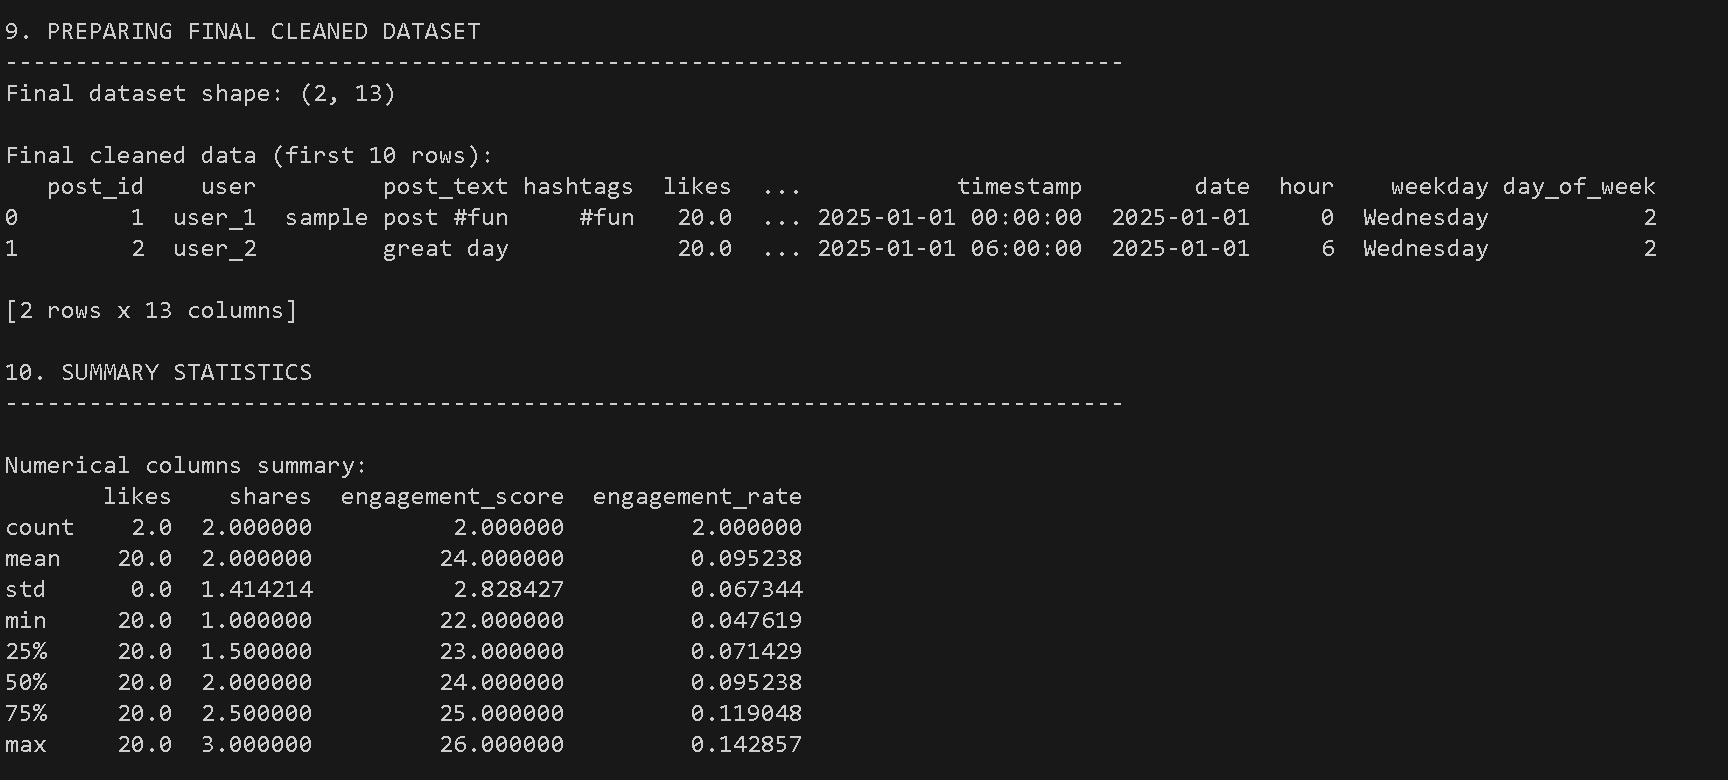 9. PREPARING FINAL CLEANED DATASET
--------------------------------------------------------------------------------
Final dataset shape: (2, 13)
Final cleaned data (first 10 rows):
   post_id    user         post_text hashtags  likes  ...           timestamp        date  hour    weekday day_of_week
0        1  user_1  sample post #fun     #fun   20.0  ... 2025-01-01 00:00:00  2025-01-01     0  Wednesday           2
1        2  user_2         great day            20.0  ... 2025-01-01 06:00:00  2025-01-01     6  Wednesday           2
[2 rows x 13 columns]
10. SUMMARY STATISTICS
--------------------------------------------------------------------------------
Numerical columns summary:
       likes    shares  engagement_score  engagement_rate
count    2.0  2.000000          2.000000         2.000000
mean    20.0  2.000000         24.000000         0.095238
std      0.0  1.414214          2.828427         0.067344
min     20.0  1.000000         22.000000         0.047619
25%     20.0  1.500000         23.000000         0.071429
50%     20.0  2.000000         24.000000         0.095238
75%     20.0  2.500000         25.000000         0.119048
max     20.0  3.000000         26.000000         0.142857